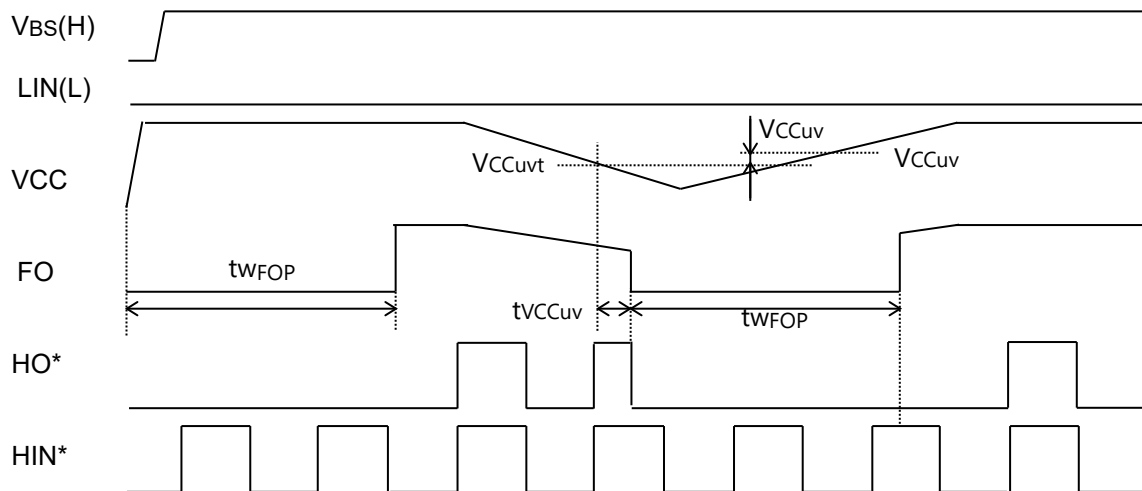 VBS(H)
LIN(L)
VCCuv
VCCuvt
VCCuv
VCC
FO
twFOP
tVCCuv
twFOP
HO*
HIN*